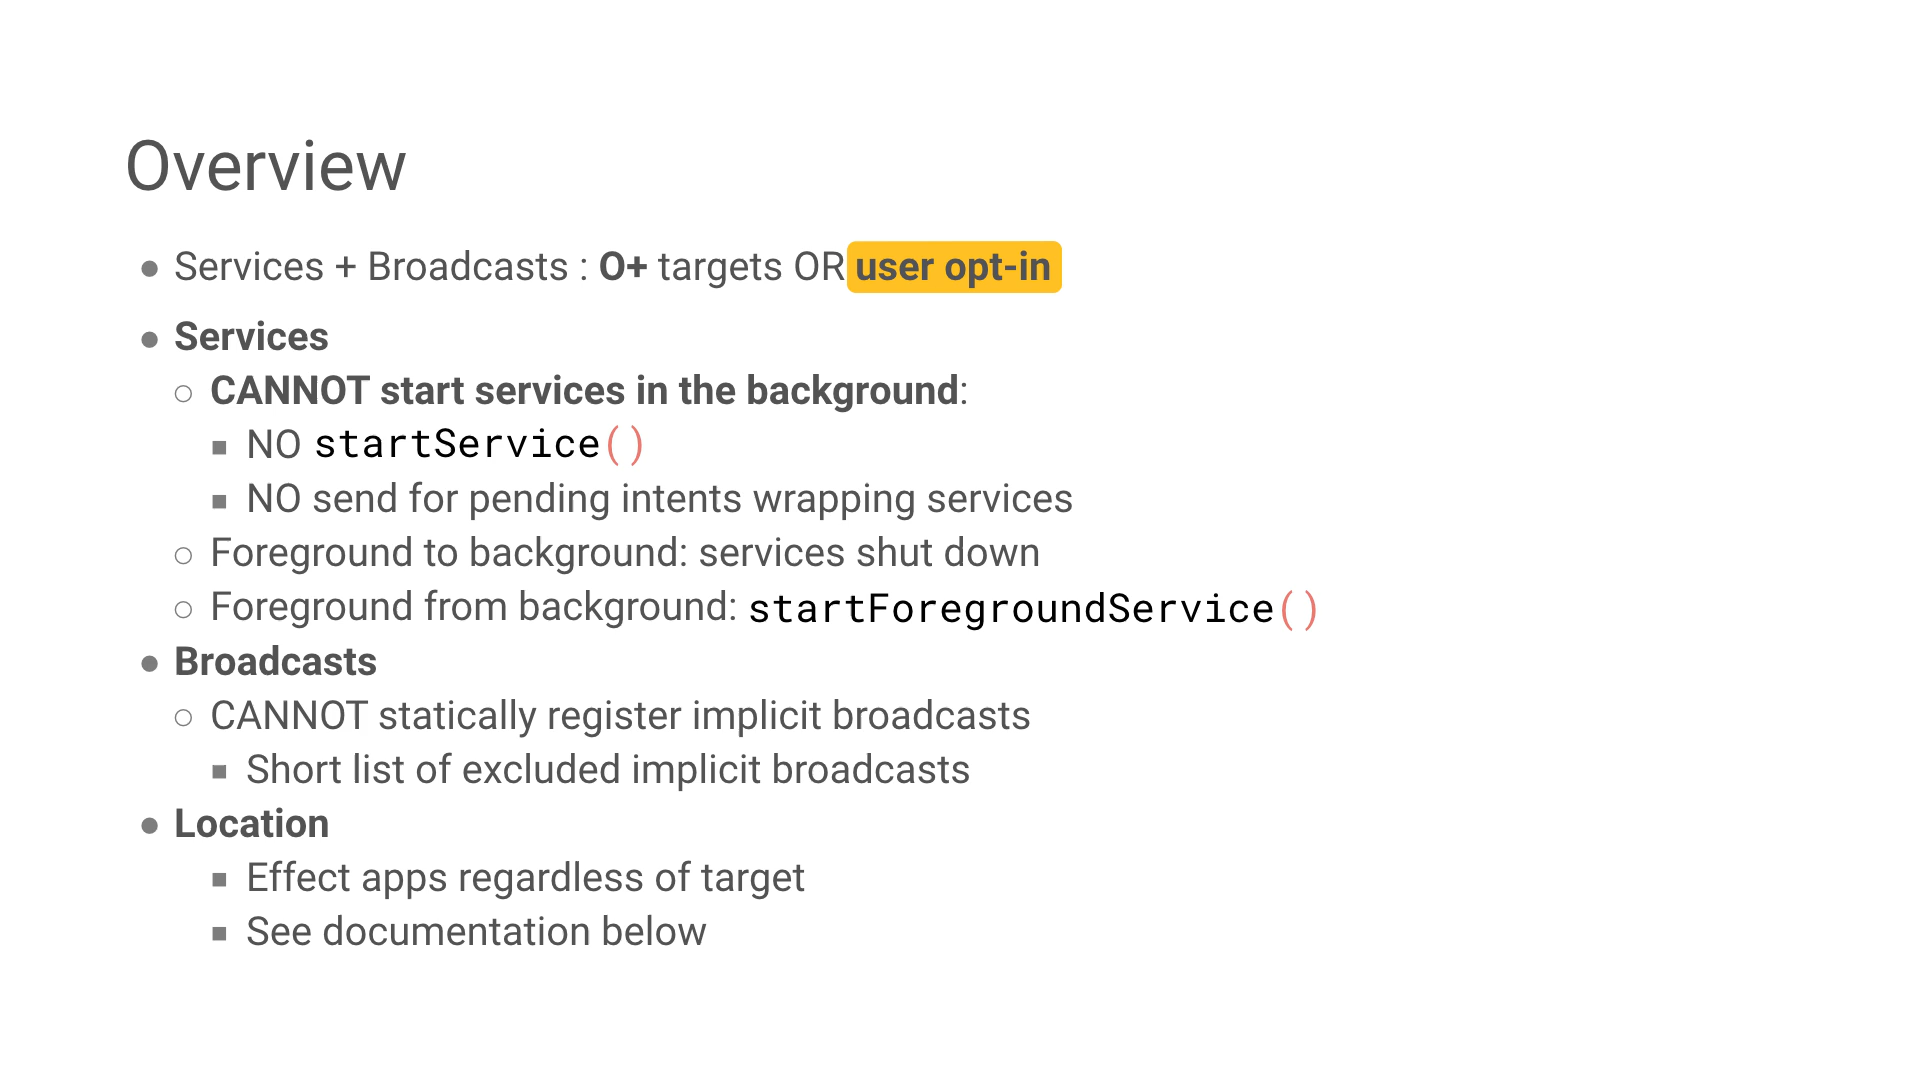 Overview
● Services + Broadcasts : O+ targets OR user opt-in
● Services
○ CANNOT start services in the background:
■ NO startService()
■ NO send for pending intents wrapping services
○ Foreground to background: services shut down
○ Foreground from background: startForegroundService()
● Broadcasts
○ CANNOT statically register implicit broadcasts
■ Short list of excluded implicit broadcasts
● Location
■ Effect apps regardless of target
■ See documentation below